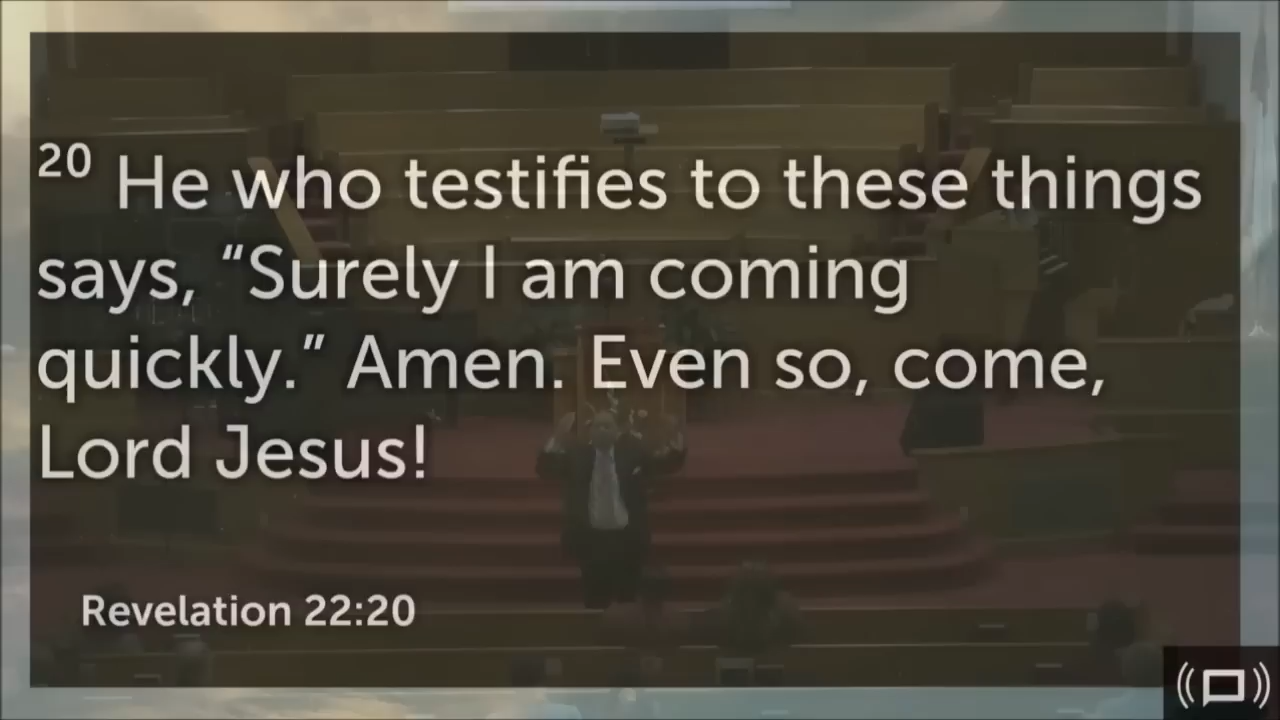 20 He who testifies to these things
says, “Surely I am coming
quickly.” Amen. Even so, come,
Lord Jesus!
Revelation 22:20